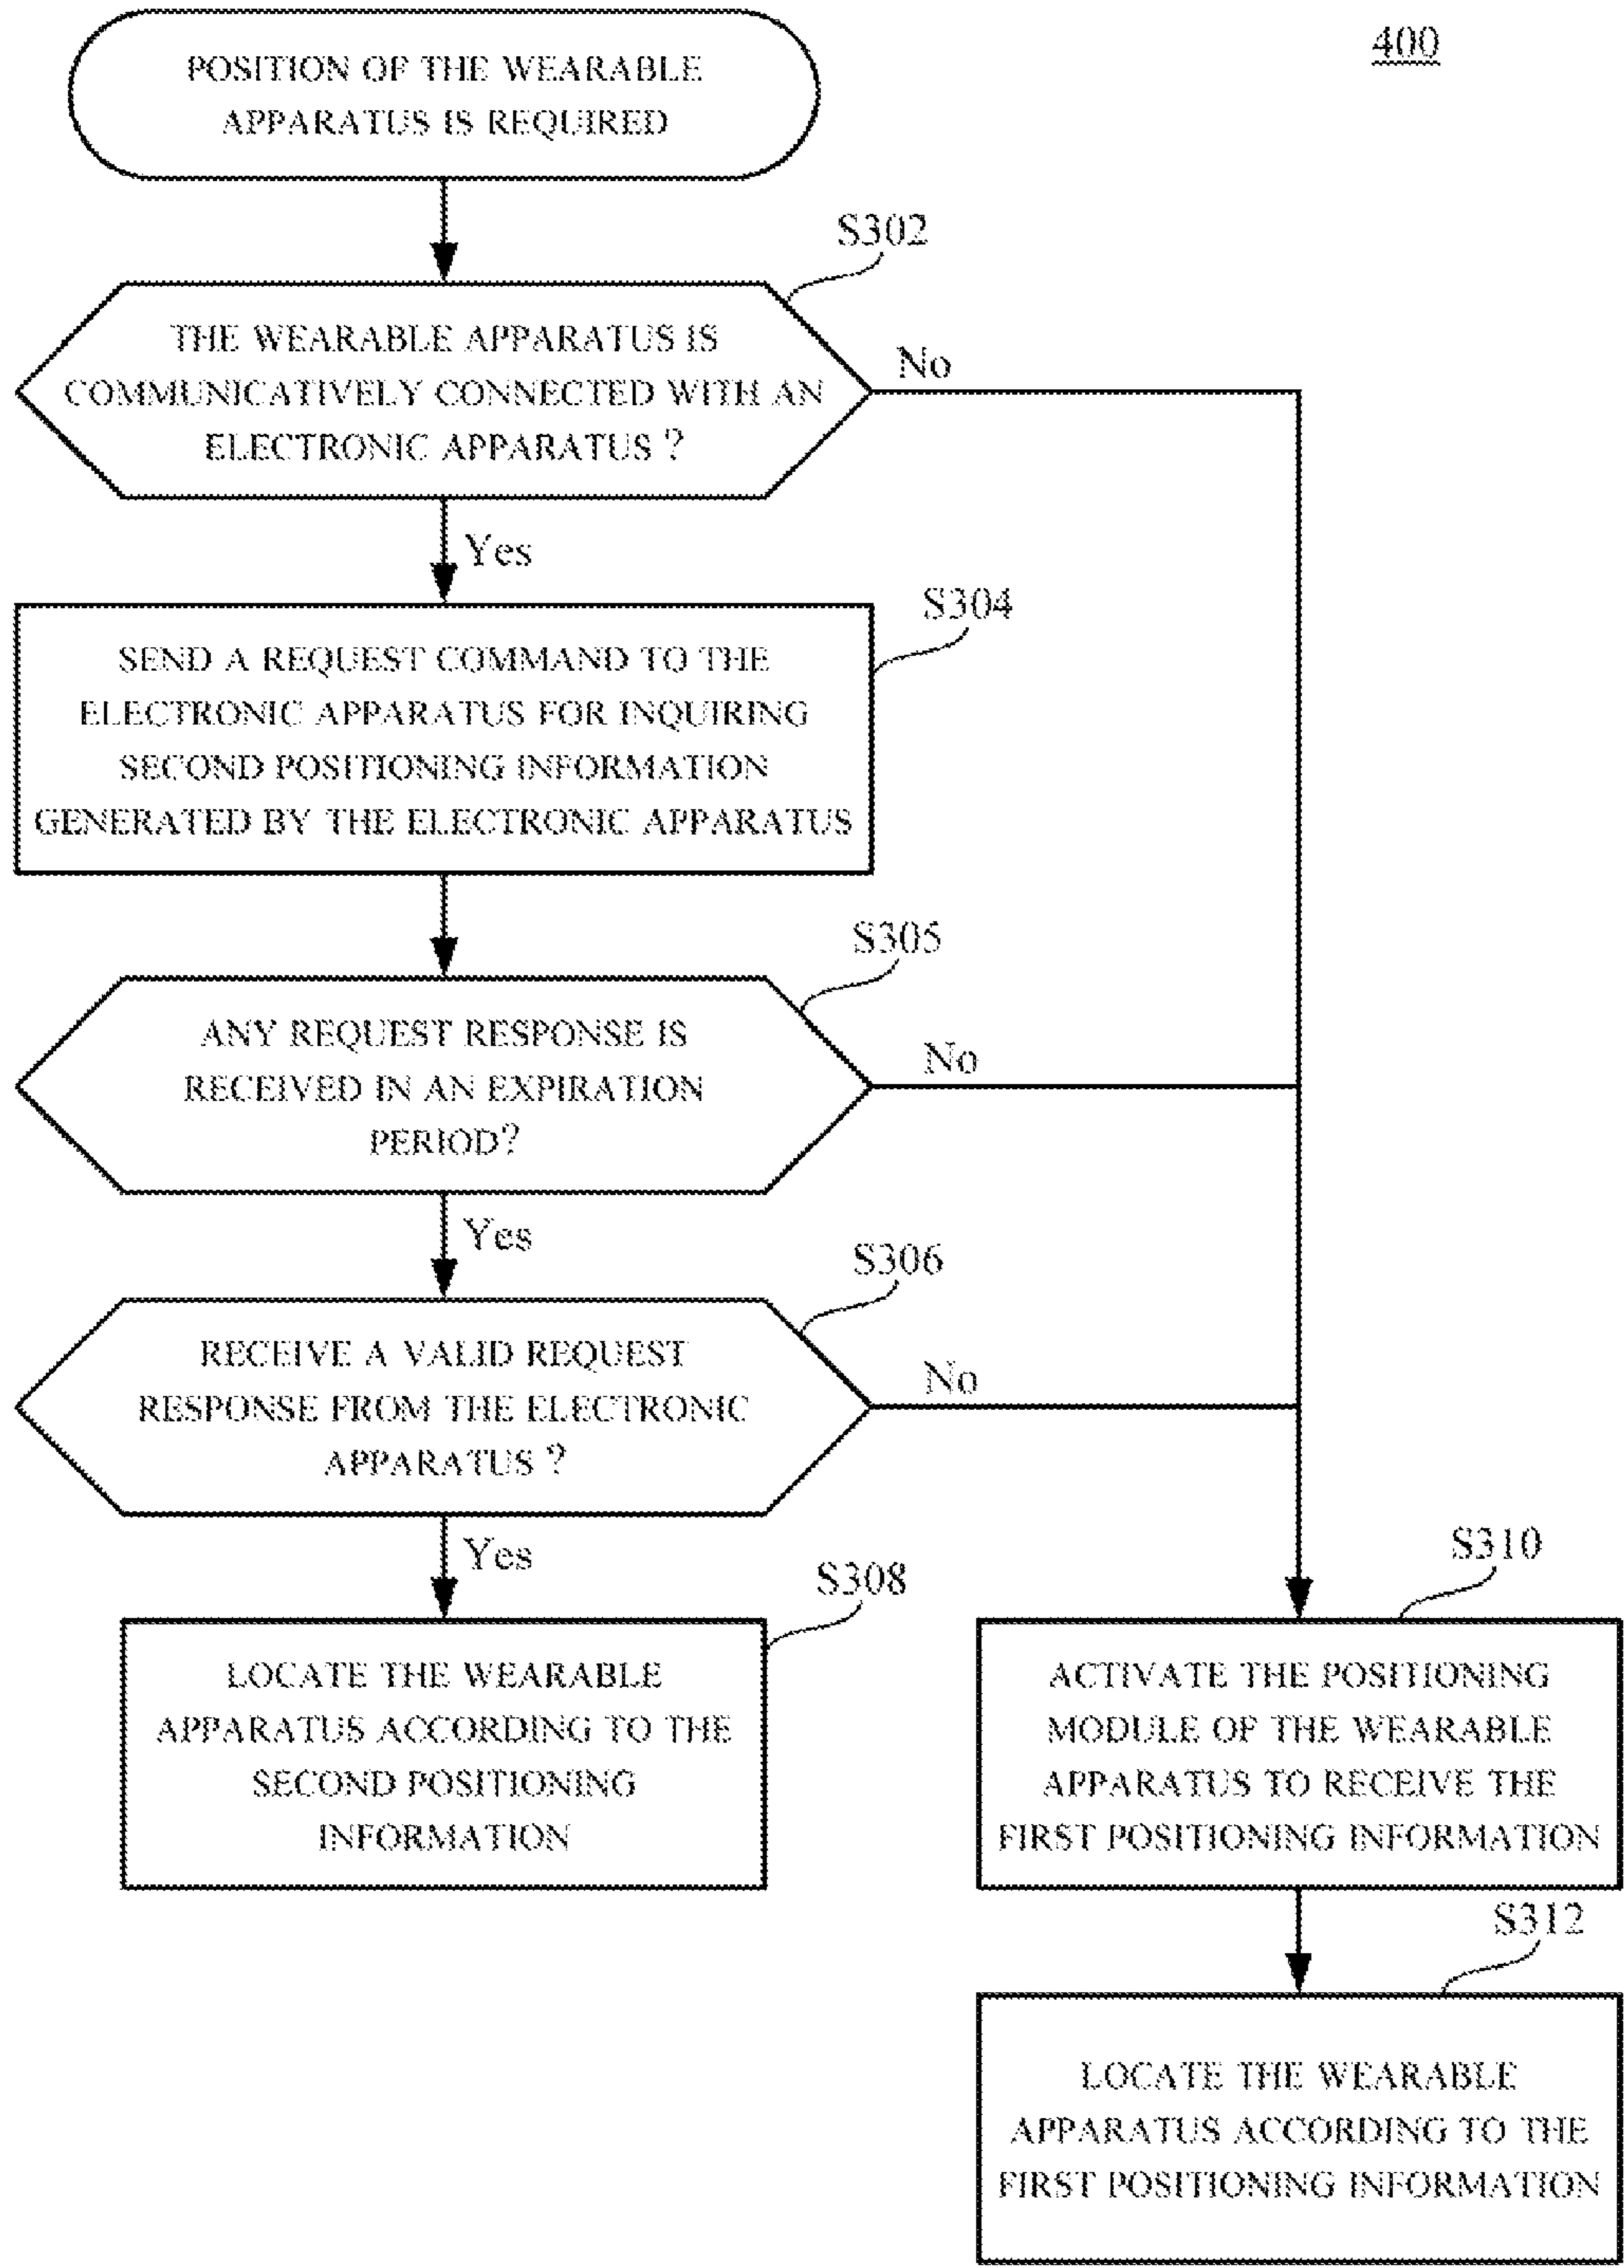 400
POSITION OF THE WEARABLE
APPARATUS IS REQUIRED
S302
THE WEARABLE APPARATUS IS
COMMUNICATIVELY CONNECTED WITH AN
ELECTRONIC APPARATUS ?
No
Yes
S304
SEND A REQUEST COMMAND TO THE
ELECTRONIC APPARATUS FOR INQUIRING
SECOND POSITIONING INFORMATION
GENERATED BY THE ELECTRONIC APPARATUS
S305
ANY REQUEST RESPONSE IS
RECEIVED IN AN EXPIRATION
PERIOD?
No
Yes
S306
RECEIVE A VALID REQUEST
RESPONSE FROM THE ELECTRONIC
APPARATUS ?
No
Yes
S308
LOCATE THE WEARABLE
APPARATUS ACCORDING TO THE
SECOND POSITIONING
INFORMATION
S310
ACTIVATE THE POSITIONING
MODULE OF THE WEARABLE
APPARATUS TO RECEIVE THE
FIRST POSITIONING INFORMATION
S312
LOCATE THE WEARABLE
APPARATUS ACCORDING TO THE
FIRST POSITIONING INFORMATION